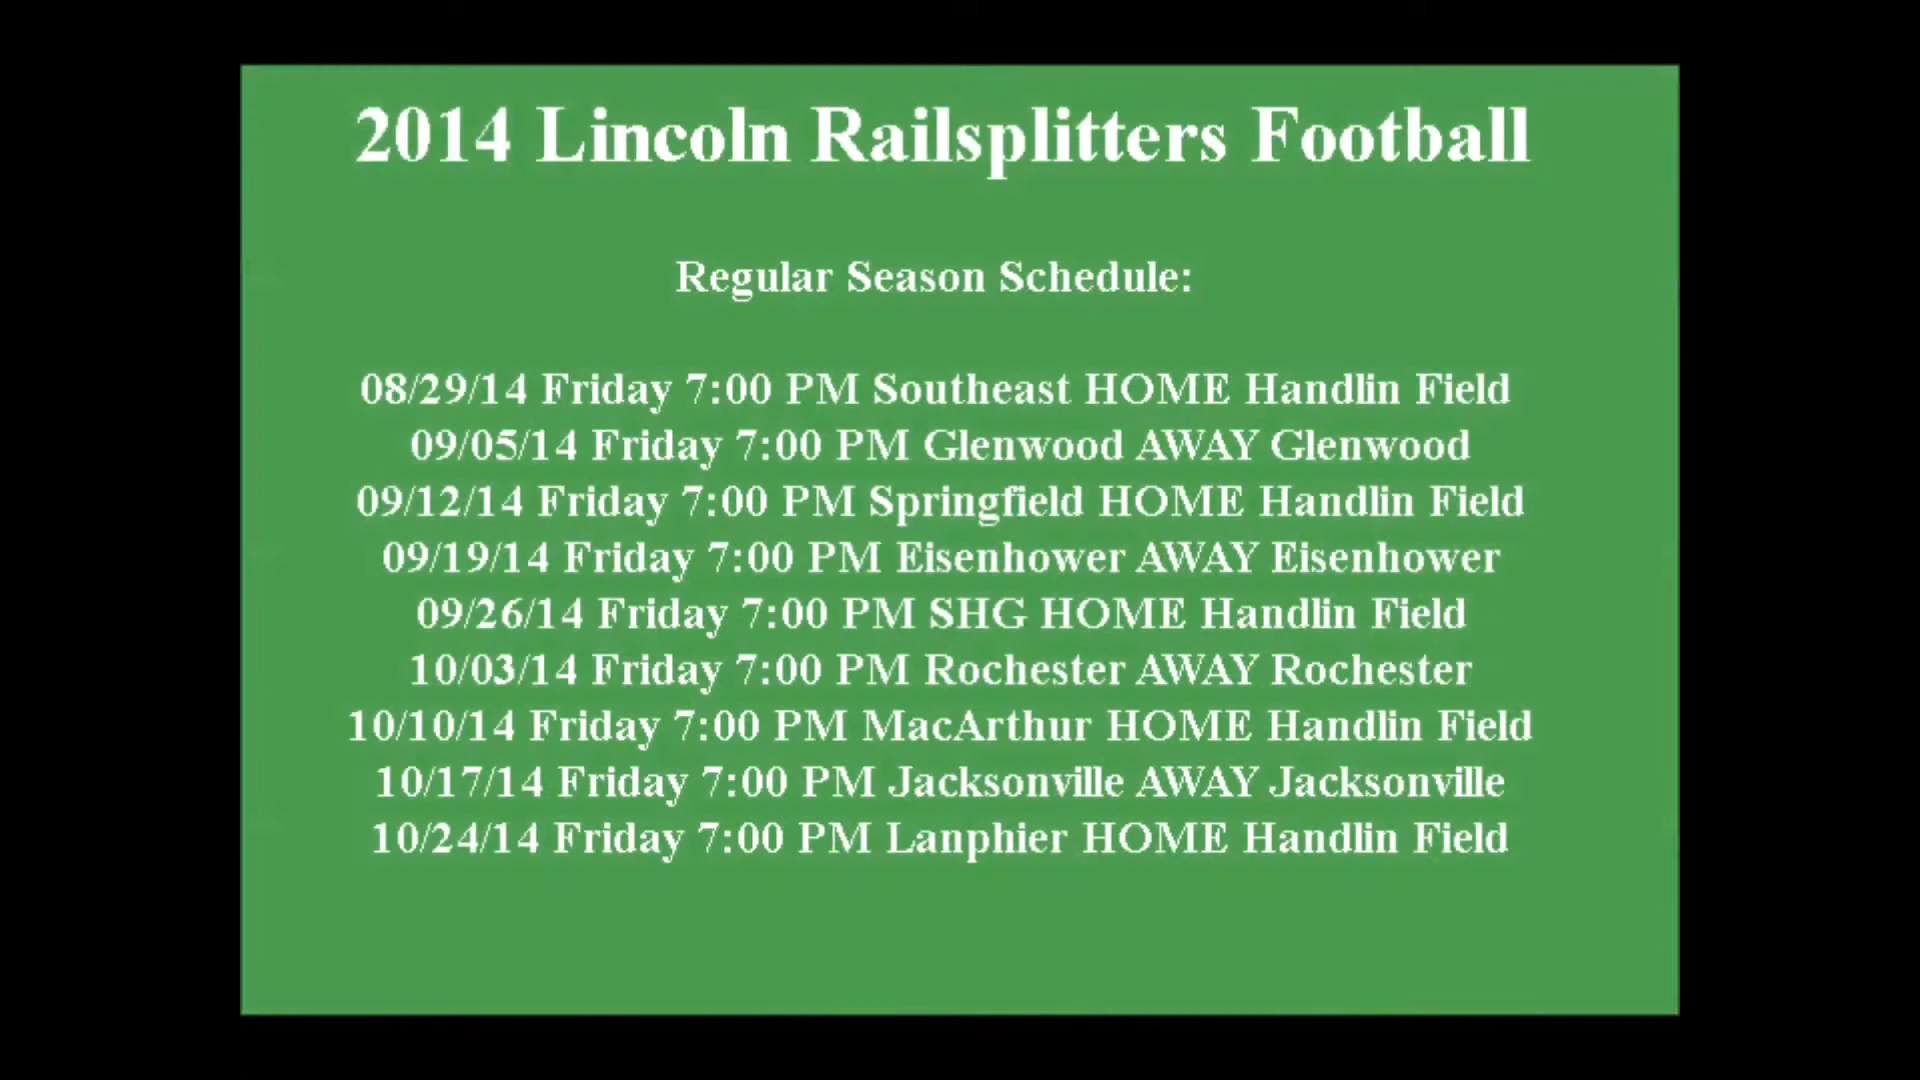 2014 Lincoln Railsplitters Football
Regular Season Schedule:
08/29/14 Friday 7:00 PM Southeast HOME Handlin Field
09/05/14 Friday 7:00 PM Glenwood AWAY Glenwood
09/12/14 Friday 7:00 PM Springfield HOME Handlin Field
09/19/14 Friday 7:00 PM Eisenhower AWAY Eisenhower
09/26/14 Friday 7:00 PM SHG HOME Handlin Field
10/03/14 Friday 7:00 PM Rochester AWAY Rochester
10/10/14 Friday 7:00 PM MacArthur HOME Handlin Field
10/17/14 Friday 7:00 PM Jacksonville AWAY Jacksonville
10/24/14 Friday 7:00 PM Lanphier HOME Handlin Field